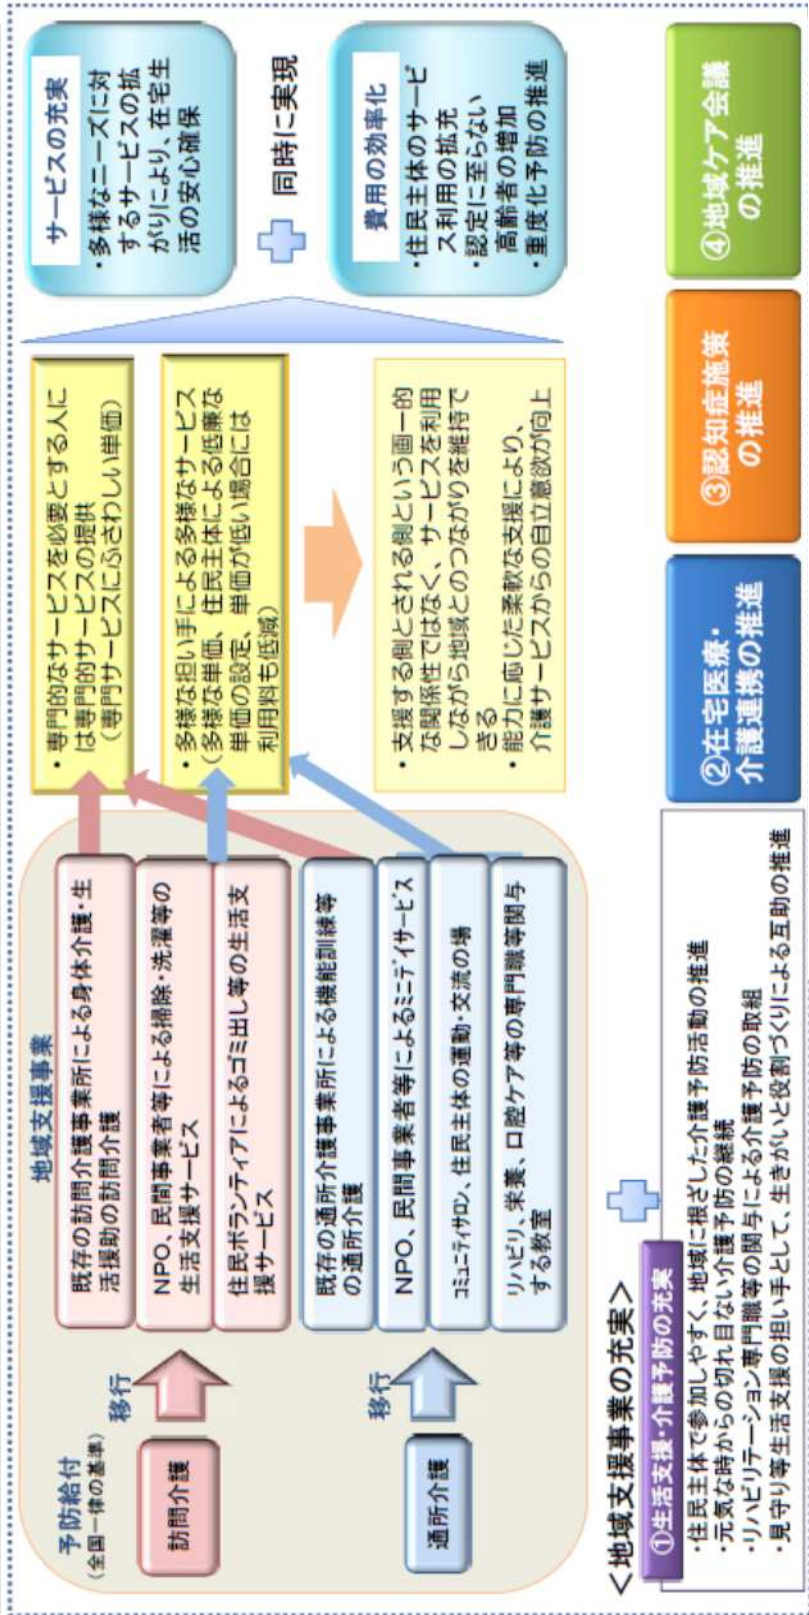 予防給付
(全国一律の基準)
訪問介護
移行
通所介護
移行
地域支援事業
既存の訪問介護事業所による身体介護・生
活援助の訪問介護
NPO、民間事業者等による掃除・洗濯等の
生活支援サービス
住民ボランティアによるゴミ出し等の生活支
援サービス
既存の通所介護事業所による機能訓練等
の通所介護
NPO、民間事業者等によるミニデイサービス
コミュニティサロン、住民主体の運動・交流の場
リハビリ、栄養、口腔ケア等の専門職等関与
する教室
・専門的なサービスを必要とする人に
は専門的サービスの提供
(専門サービスにふさわしい単価)
・多様な担い手による多様なサービス
(多様な単価、住民主体による低廉な
単価の設定、単価が低い場合には
利用料も低減)
・支援する側とされる側という画一的
な関係性ではなく、サービスを利用
しながら地域とのつながりを維持で
きる
・能力に応じた柔軟な支援により、
介護サービスからの自立意欲が向上
サービスの充実
・多様なニーズに対
するサービスの拡
がりにより、在宅生
活の安心確保
同時に実現
費用の効率化
・住民主体のサービ
ス利用の拡充
・認定に至らない
高齢者の増加
・重度化予防の推進
<地域支援事業の充実>
①生活支援・介護予防の充実
・住民主体で参加しやすく、地域に根ざした介護予防活動の推進
・元気な時からの切れ目ない介護予防の継続
・リハビリテーション専門職等の関与による介護予防の取組
・見守り等生活支援の担い手として、生きがいと役割づくりによる互助の推進
②在宅医療・
介護連携の推進
③認知症施策
の推進
④地域ケア会議
の推進